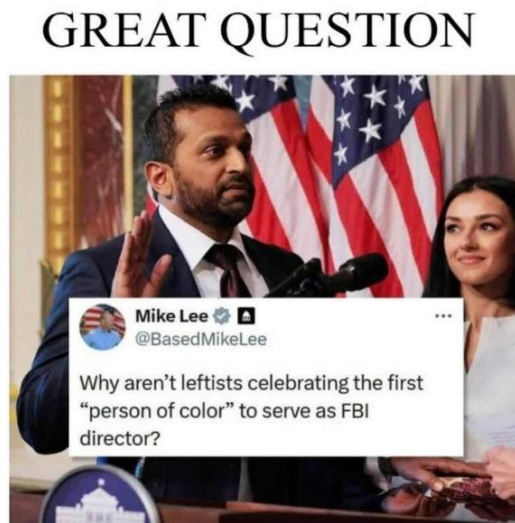 GREAT QUESTION
Mike Lee
@BasedMikeLee
Why aren’t leftists celebrating the first
“person of color” to serve as FBI
director?